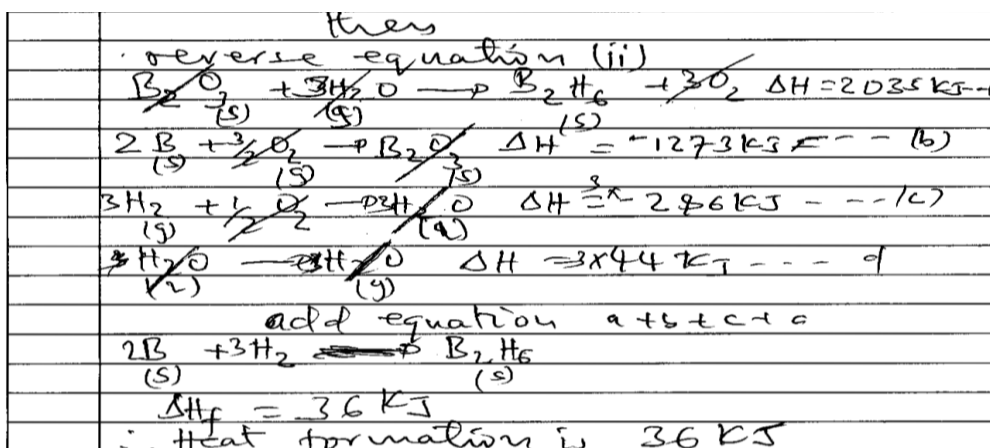 then
. reverse equation (ii)
B₂O₃(s) + 3H₂O(g) → B₂H₆(s) + 3O₂ ΔH = 2035 KJ --
2B(s) + 3/2 O₂(g) → B₂O₃(s) ΔH = -1273 KJ --- (b)
3H₂(g) + 1/2 O₂ → 3H₂O(l) ΔH = 3x-286 KJ - --- (c)
3H₂O(l) → 3H₂O(g) ΔH = 3x44 KJ --- d
add equation a+b+c+
2B(s) + 3H₂ → B₂H₆(s)
ΔHf = 36 KJ
∴ Heat formation is 36 KJ